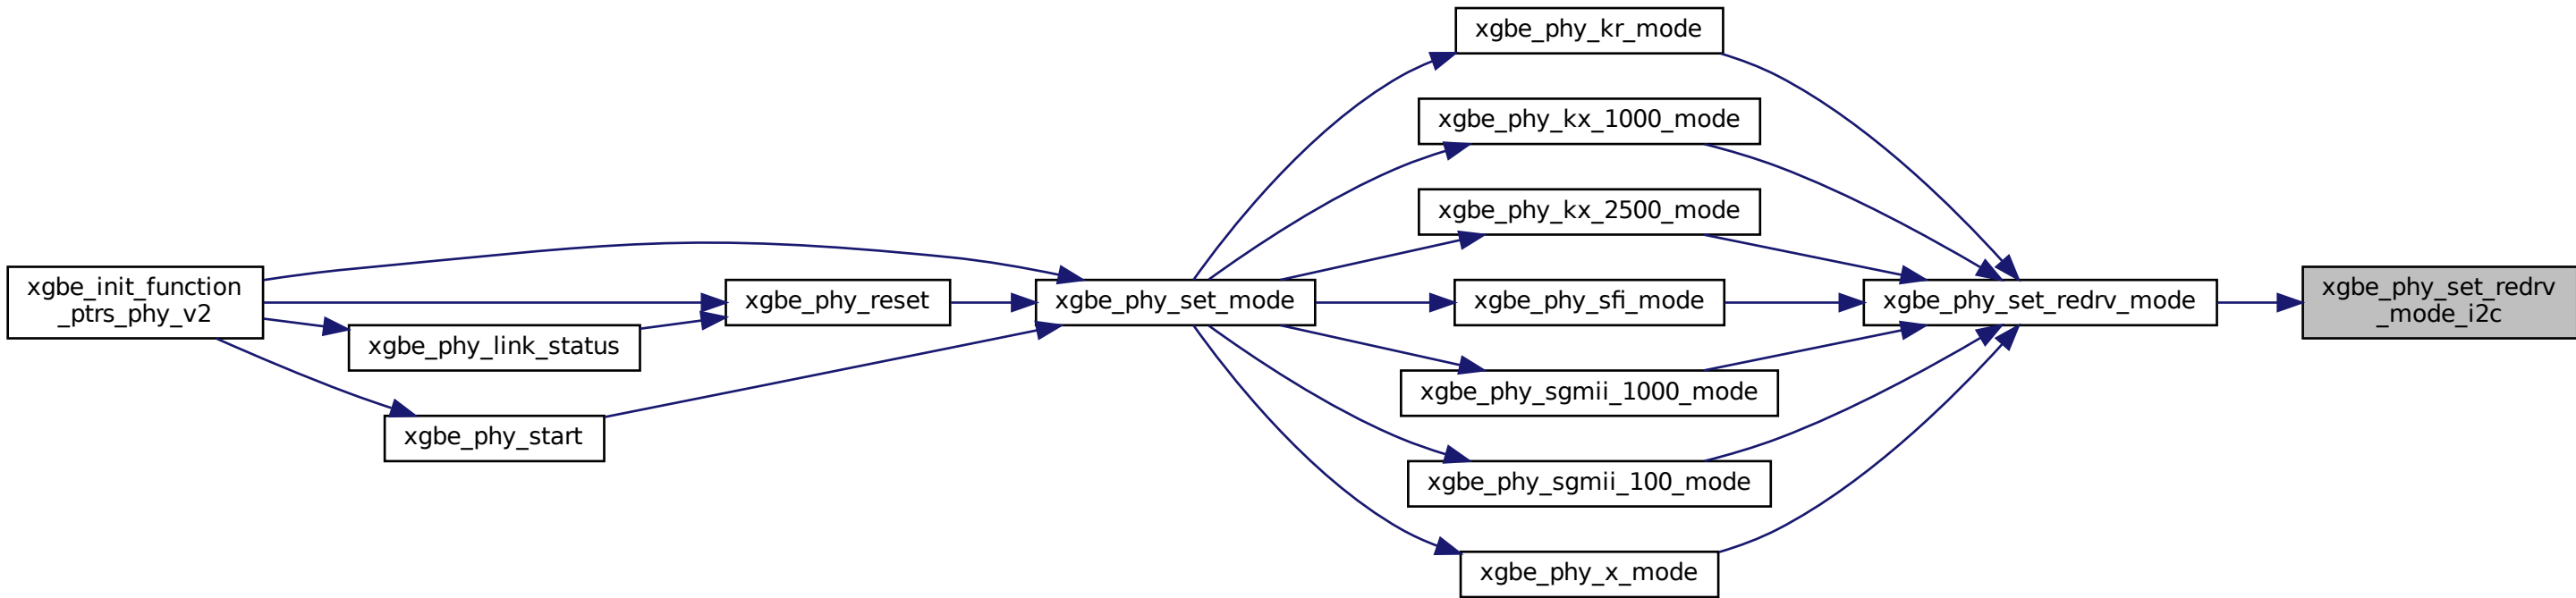 xgbe_init_function
_ptrs_phy_v2
xgbe_phy_link_status
xgbe_phy_start
xgbe_phy_reset
xgbe_phy_set_mode
xgbe_phy_kr_mode
xgbe_phy_kx_1000_mode
xgbe_phy_kx_2500_mode
xgbe_phy_sfi_mode
xgbe_phy_sgmii_1000_mode
xgbe_phy_sgmii_100_mode
xgbe_phy_x_mode
xgbe_phy_set_redrv_mode
xgbe_phy_set_redrv
_mode_i2c